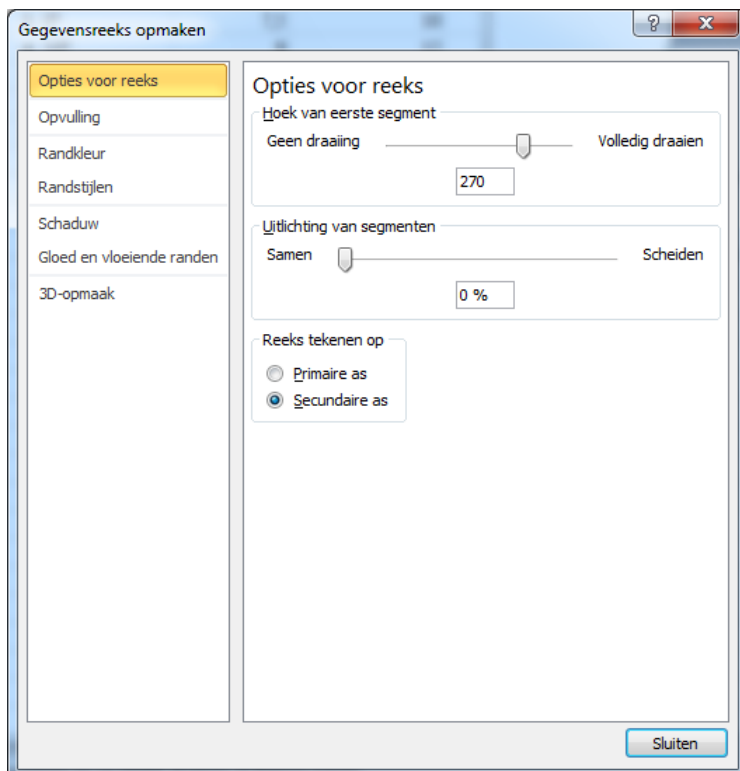 Gegevensreeks opmaken
Opties voor reeks
Opvulling
Randkleur
Randstijlen
Schaduw
Gloed en vloeiende randen
3D-opmaak
Opties voor reeks
Hoek van eerste segment
Geen draaiing Volledig draaien
270
Uitlichting van segmenten
Samen Scheiden
0 %
Reeks tekenen op
Primaire as
Secundaire as
Sluiten